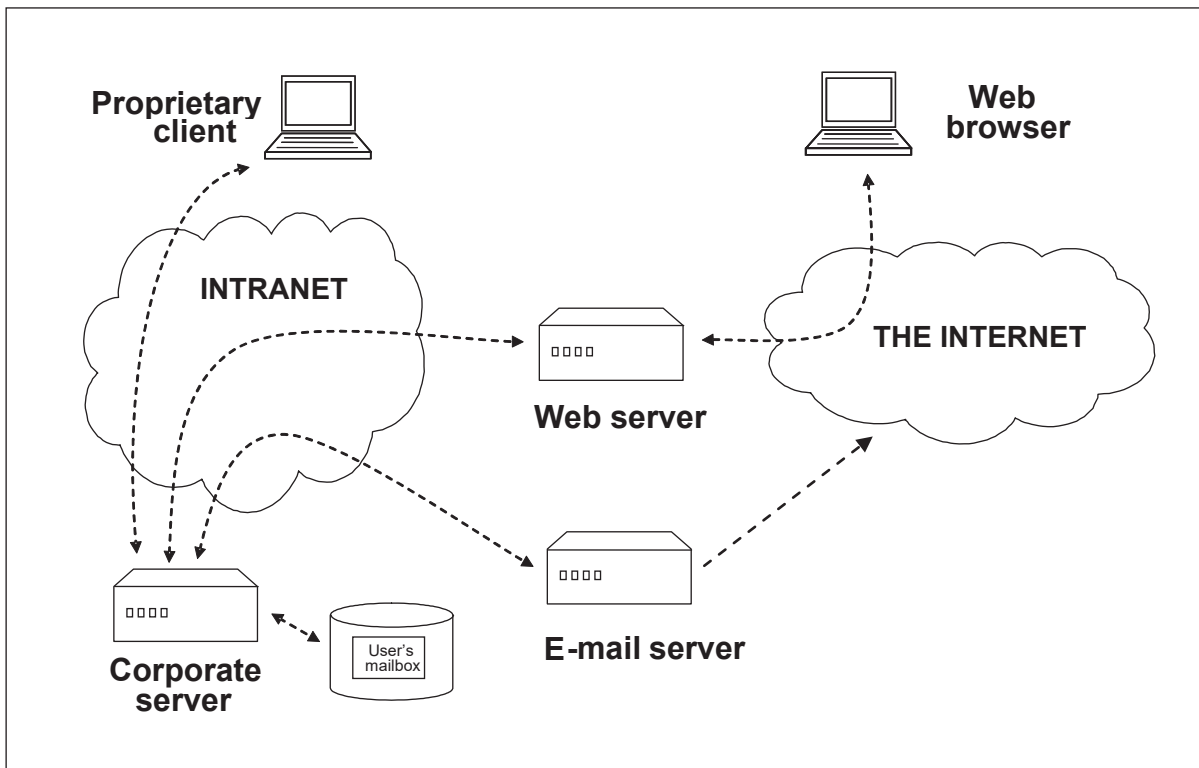 Proprietary
client
Web
browser
INTRANET
THE INTERNET
Web server
E-mail server
User's
mailbox
Corporate
server